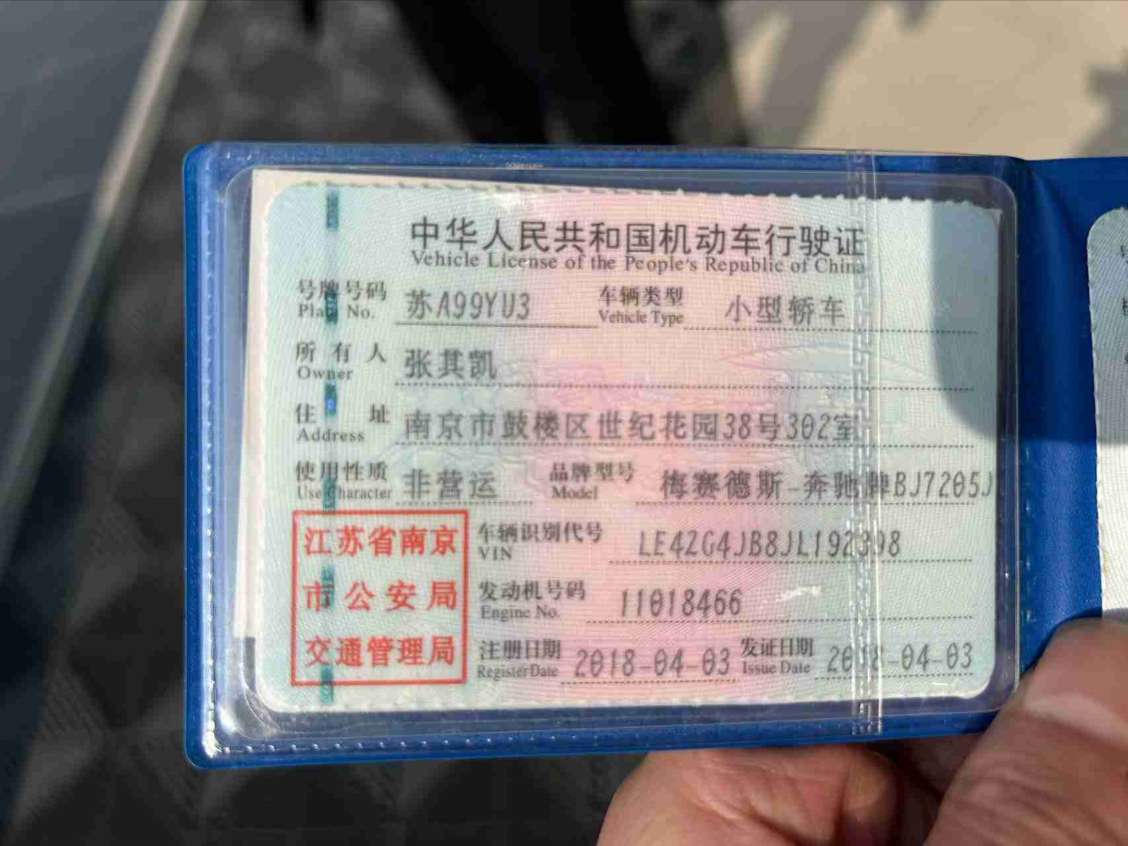 中华人民共和国机动车行驶证
Vehicle License of the People's Republic of China
号牌号码 苏A99YU3 车辆类型 小型轿车
Plate No. Vehicle Type
所有人 张其凯
Owner
住址 南京市鼓楼区世纪花园38号302室
Address
使用性质 非营运 品牌型号 梅赛德斯-奔驰牌BJ7205J
Use Character Model
江苏省南京
市公安局
交通管理局
车辆识别代号 LE4ZG4JB8JL192398
VIN
发动机号码 11018466
Engine No.
注册日期 2018-04-03 发证日期 2018-04-03
Register Date Issue Date